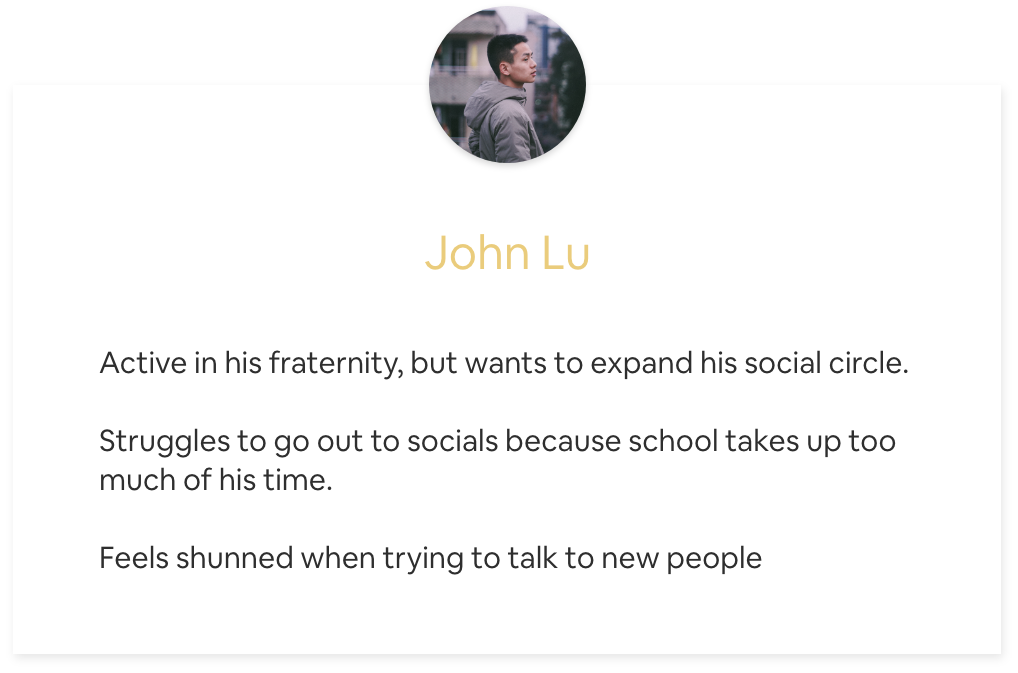 John Lu
Active in his fraternity, but wants to expand his social circle.
Struggles to go out to socials because school takes up too
much of his time.
Feels shunned when trying to talk to new people